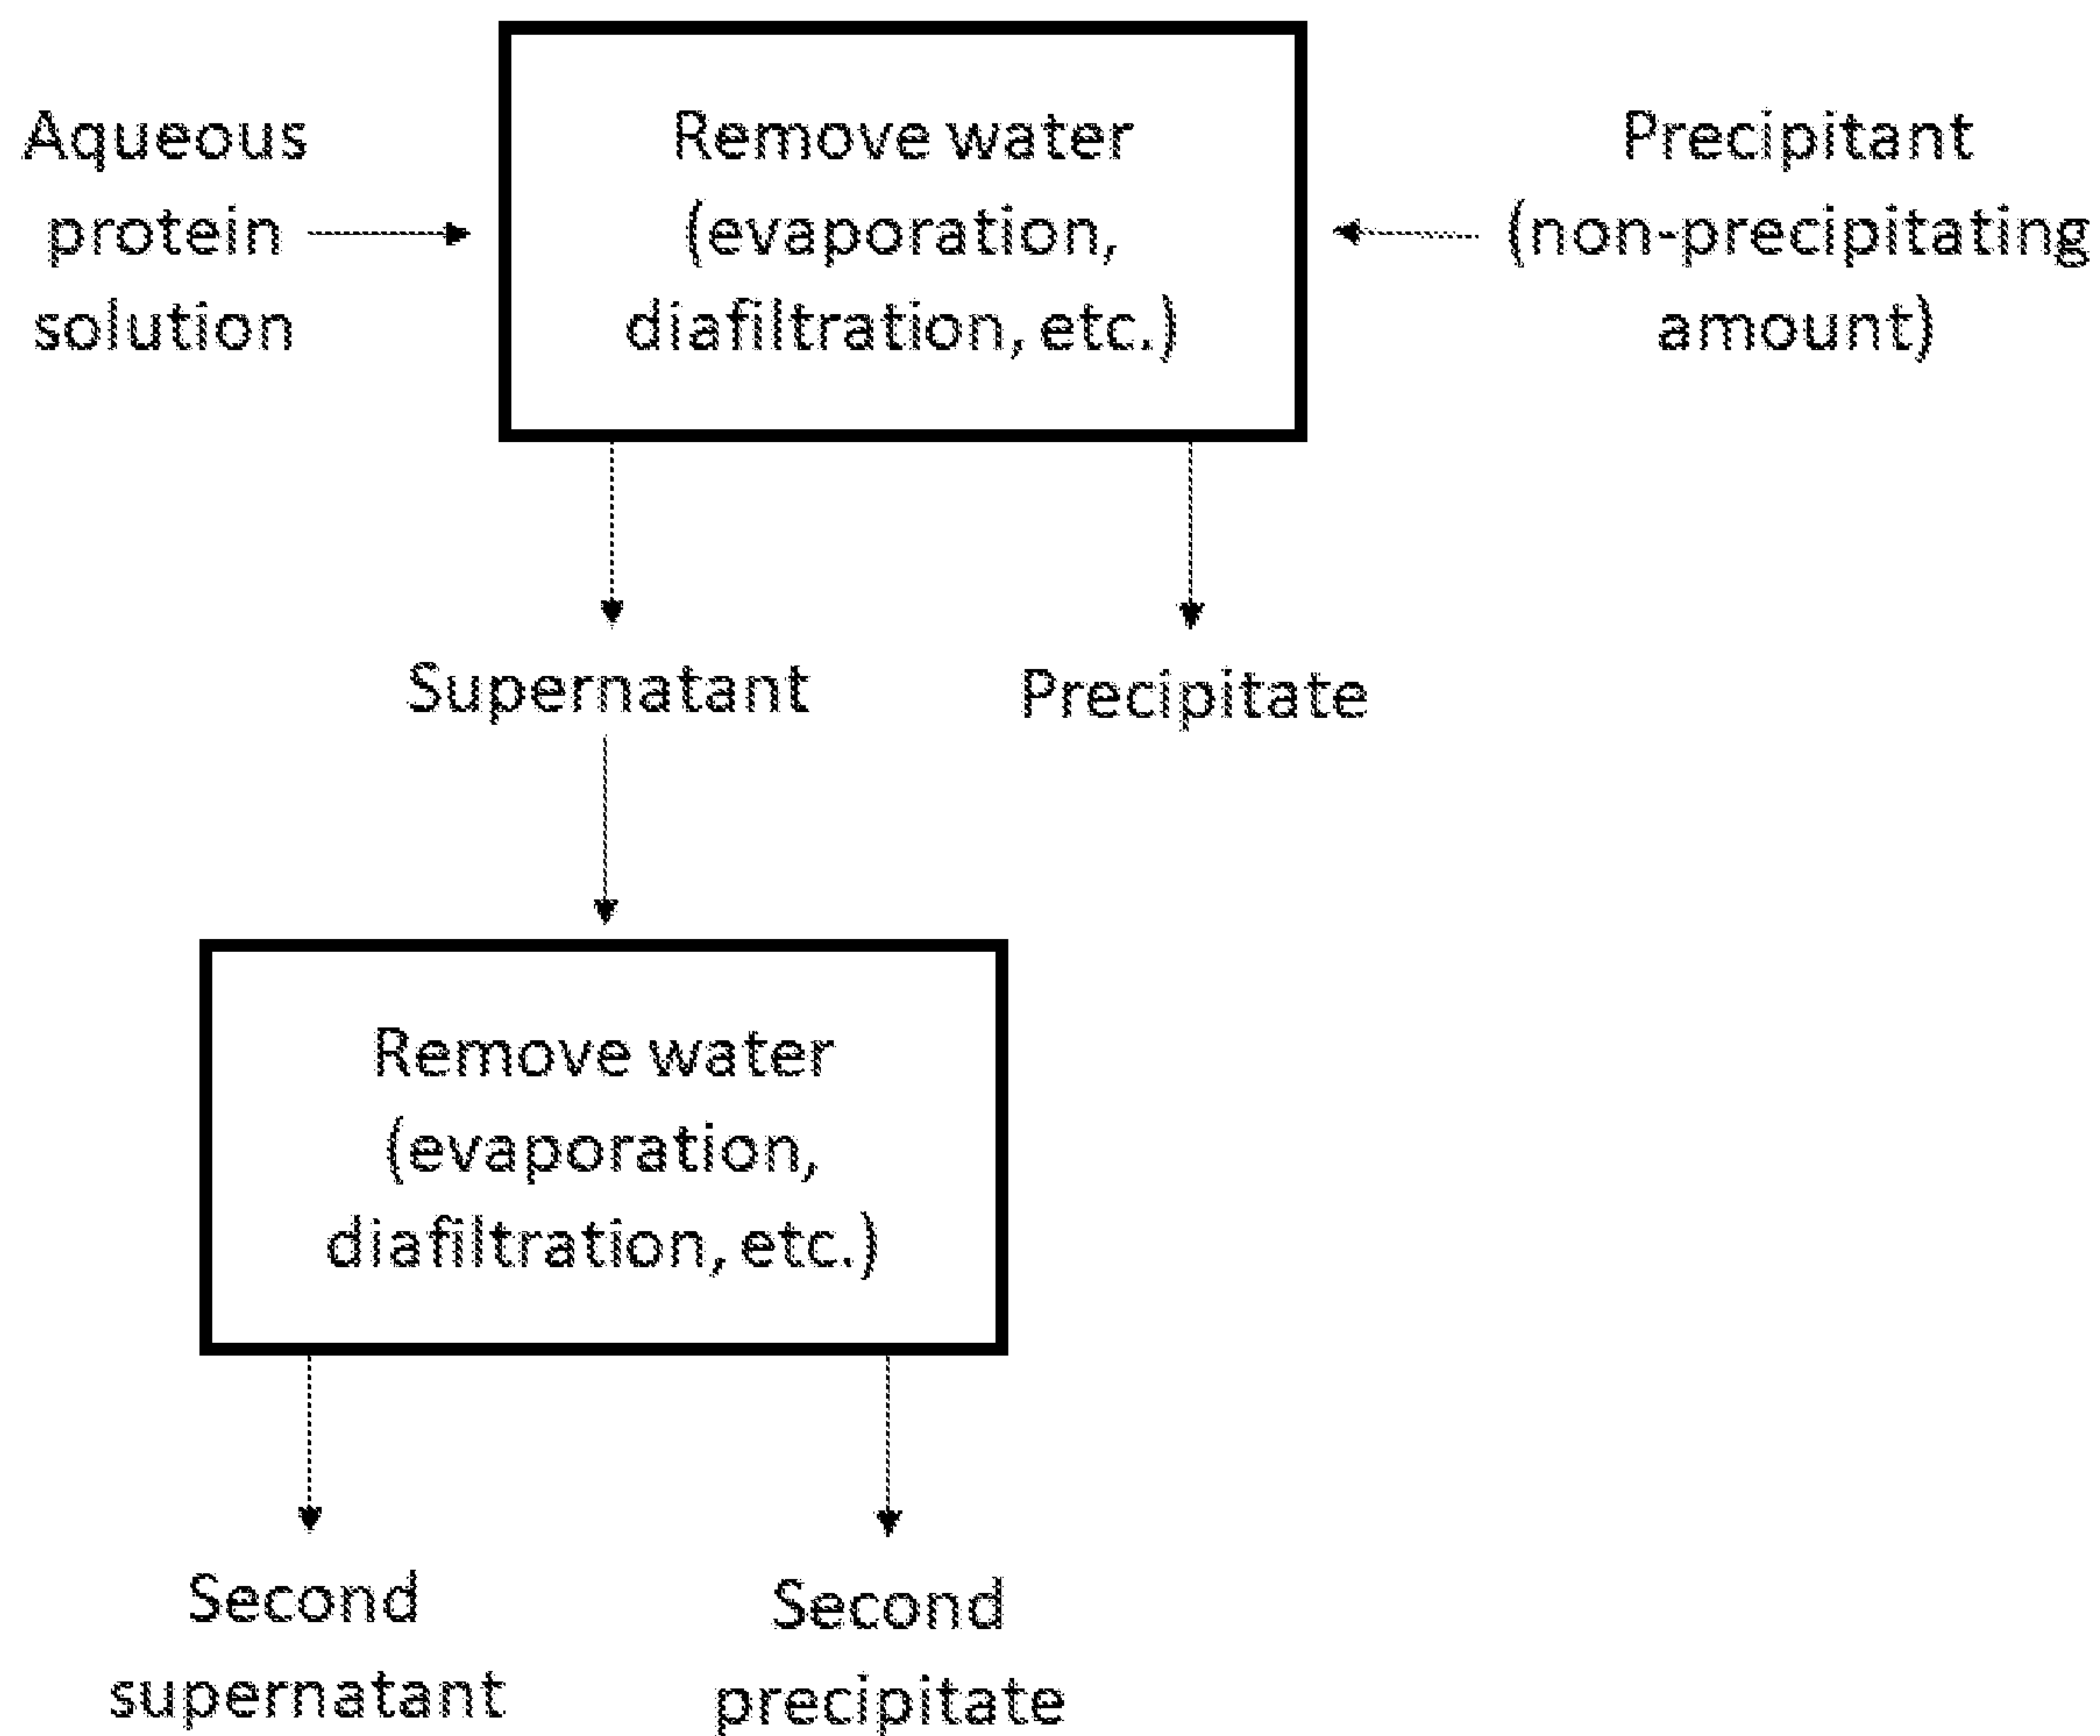 Aqueous
protein
solution
Remove water
(evaporation,
diafiltration, etc.)
Precipitant
(non-precipitating
amount)
Supernatant
Precipitate
Remove water
(evaporation,
diafiltration, etc.)
Second
supernatant
Second
precipitate